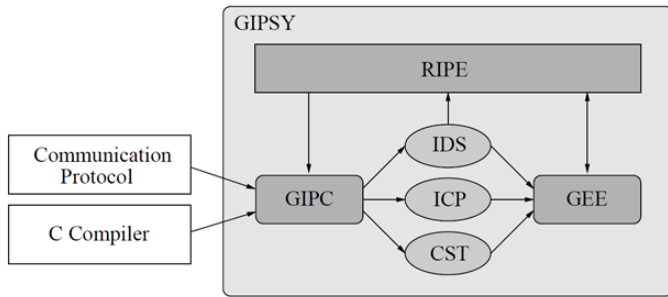 GIPSY
RIPE
Communication
Protocol
C Compiler
GIPC
IDS
ICP
CST
GEE